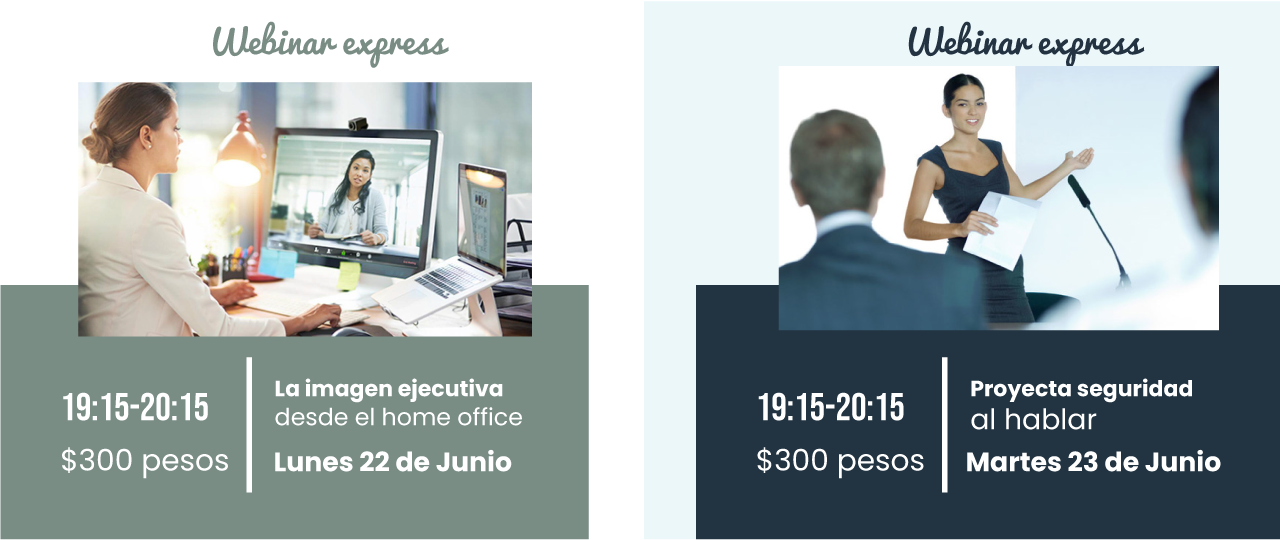 Webinar express
19:15-20:15
$300 pesos
La imagen ejecutiva
desde el home office
Lunes 22 de Junio
Webinar express
19:15-20:15
$300 pesos
Proyecta seguridad
al hablar
Martes 23 de Junio